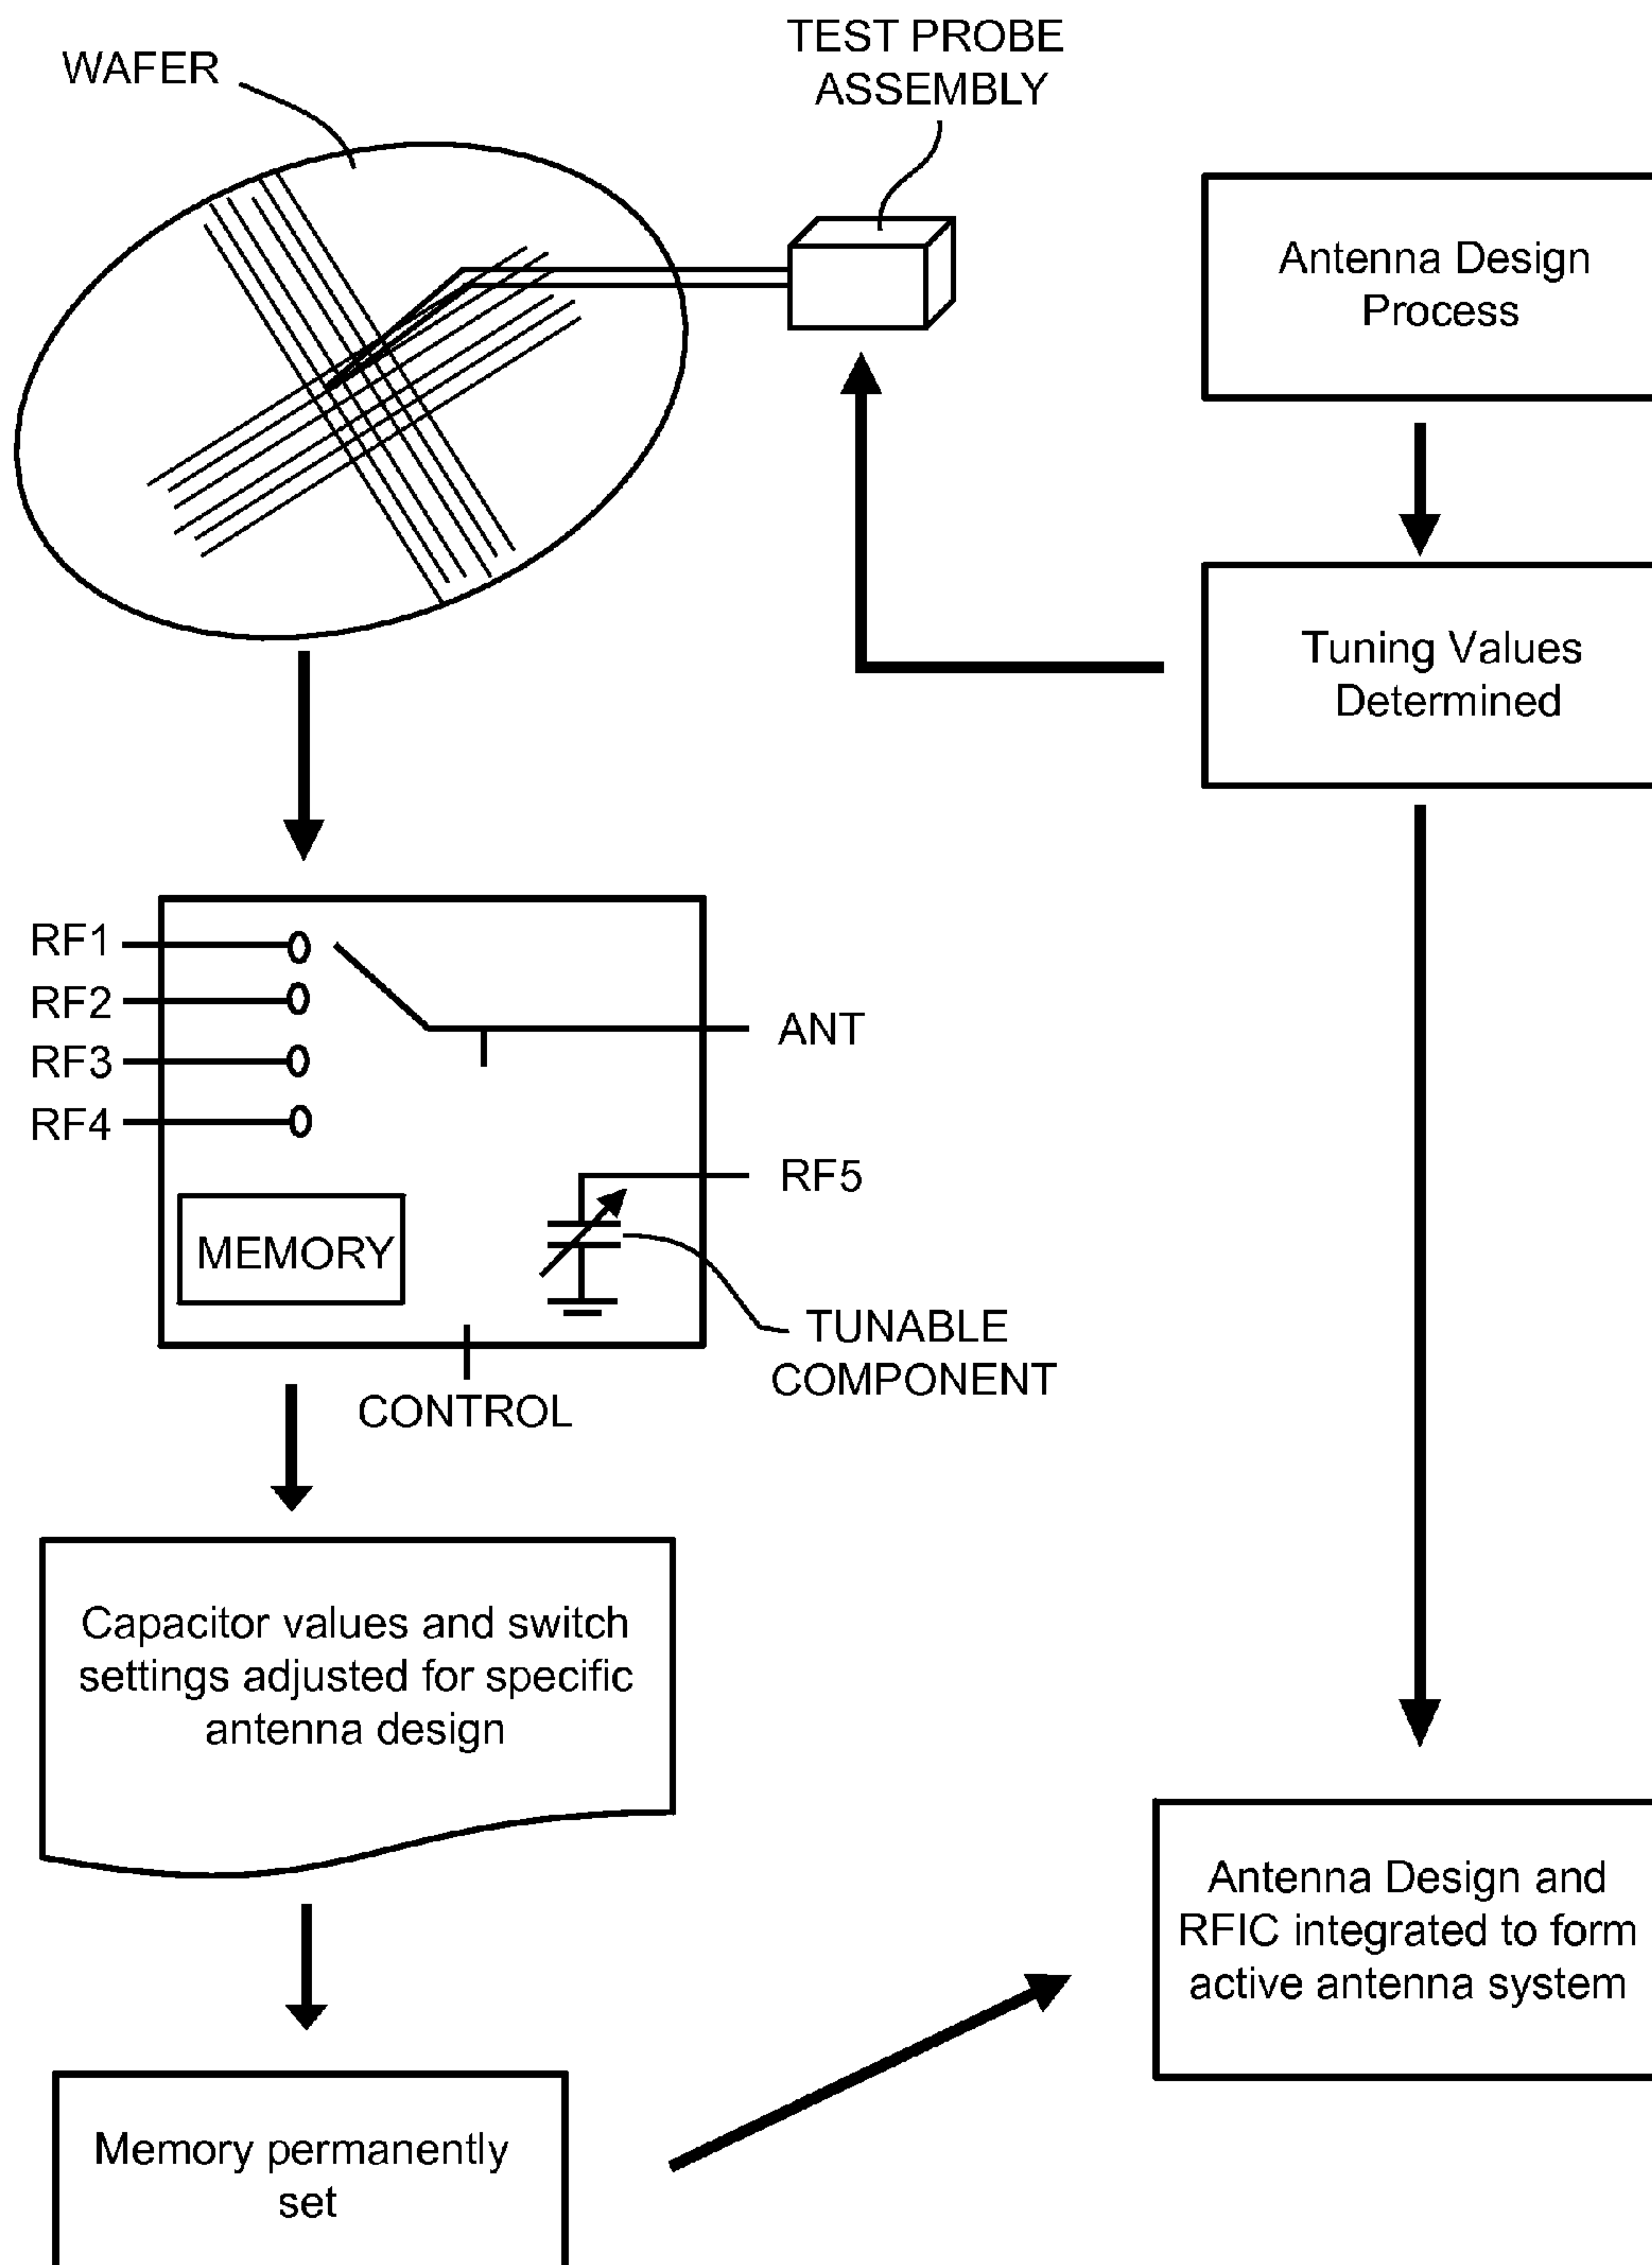 WAFER
TEST PROBE
ASSEMBLY
Antenna Design
Process
Tuning Values
Determined
RF1
RF2
RF3
RF4
ANT
RF5
MEMORY
TUNABLE
COMPONENT
CONTROL
Capacitor values and switch
settings adjusted for specific
antenna design
Antenna Design and
RFIC integrated to form
active antenna system
Memory permanently
set